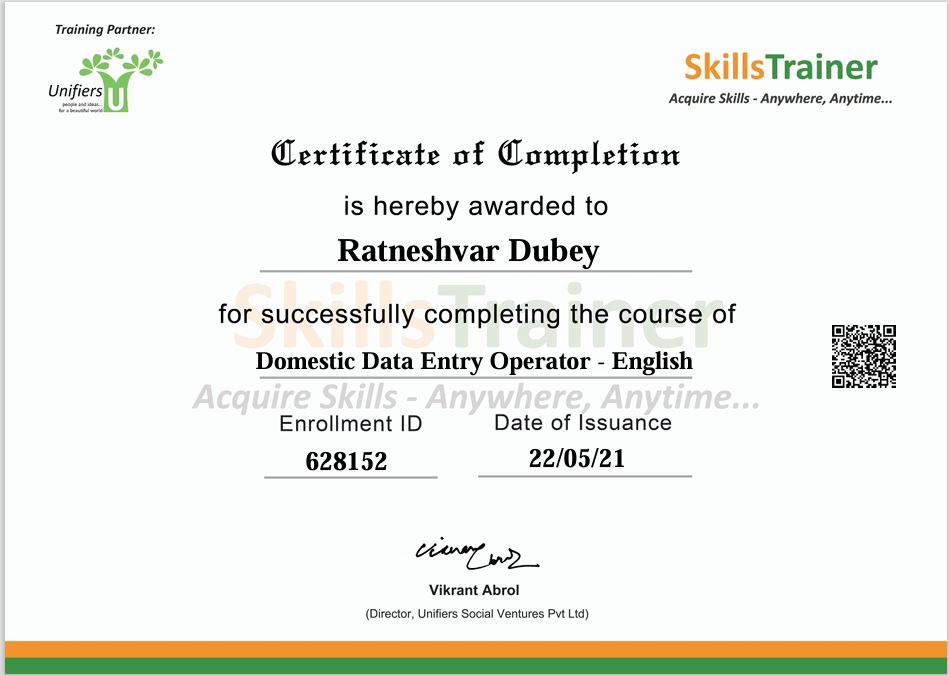 Training Partner:
Unifiers
people and ideas...
for a beautiful world
U
SkillsTrainer
Acquire Skills - Anywhere, Anytime...
Certificate of Completion
is hereby awarded to
Ratneshvar Dubey
SkillsTrainer
for successfully completing the course of
Domestic Data Entry Operator - English
Acquire Skills - Anywhere, Anytime...
Enrollment ID
Date of Issuance
628152
22/05/21
Vikrant Abrol
(Director, Unifiers Social Ventures Pvt Ltd)